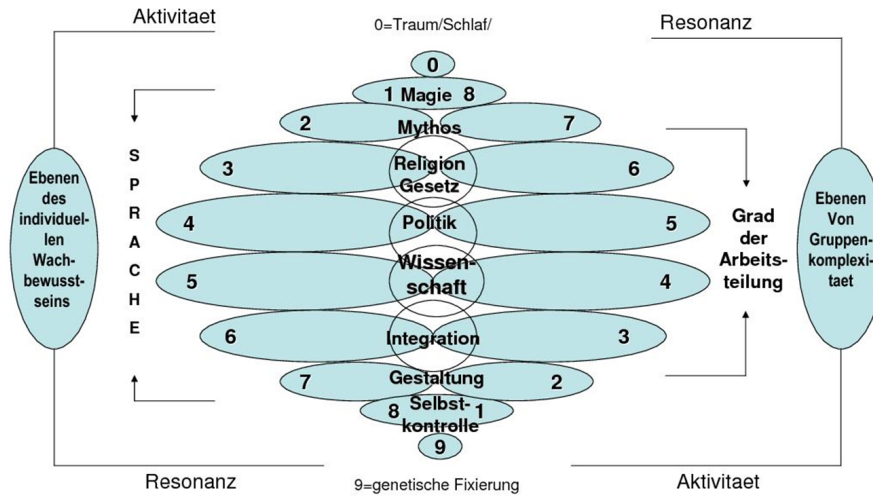 Aktivitaet
0=Traum/Schlaf/
Resonanz
0
1 Magie 8
2
Mythos
7
3
Religion
Gesetz
6
4
Politik
5
5
Wissen-
schaft
4
6
Integration
3
7
Gestaltung
2
8
Selbst-
kontrolle
1
9
Ebenen
des
individuel-
len
Wach-
bewusst-
seins
S
P
R
A
C
H
E
Grad
der
Arbeits-
teilung
Ebenen
Von
Gruppen-
komplexi-
taet
Resonanz
9=genetische Fixierung
Aktivitaet